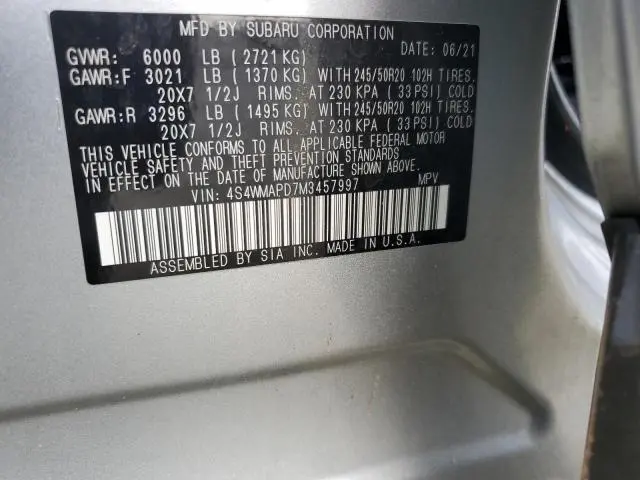 MFD BY SUBARU CORPORATION
GVWR: 6000 LB ( 2721 KG) DATE: 06/21
GAWR:F 3021 LB ( 1370 KG) WITH 245/50R20 102H TIRES.
20X7 1/2J RIMS. AT 230 KPA ( 33 PSI) COLD
GAWR:R 3296 LB ( 1495 KG) WITH 245/50R20 102H TIRES.
20X7 1/2J RIMS. AT 230 KPA ( 33 PSI) COLD
THIS VEHICLE CONFORMS TO ALL APPLICABLE FEDERAL MOTOR
VEHICLE SAFETY AND THEFT PREVENTION STANDARDS
IN EFFECT ON THE DATE OF MANUFACTURE SHOWN ABOVE.
VIN: 4S4WMAPD7M3457997 MPV
ASSEMBLED BY SIA INC. MADE IN U.S.A.